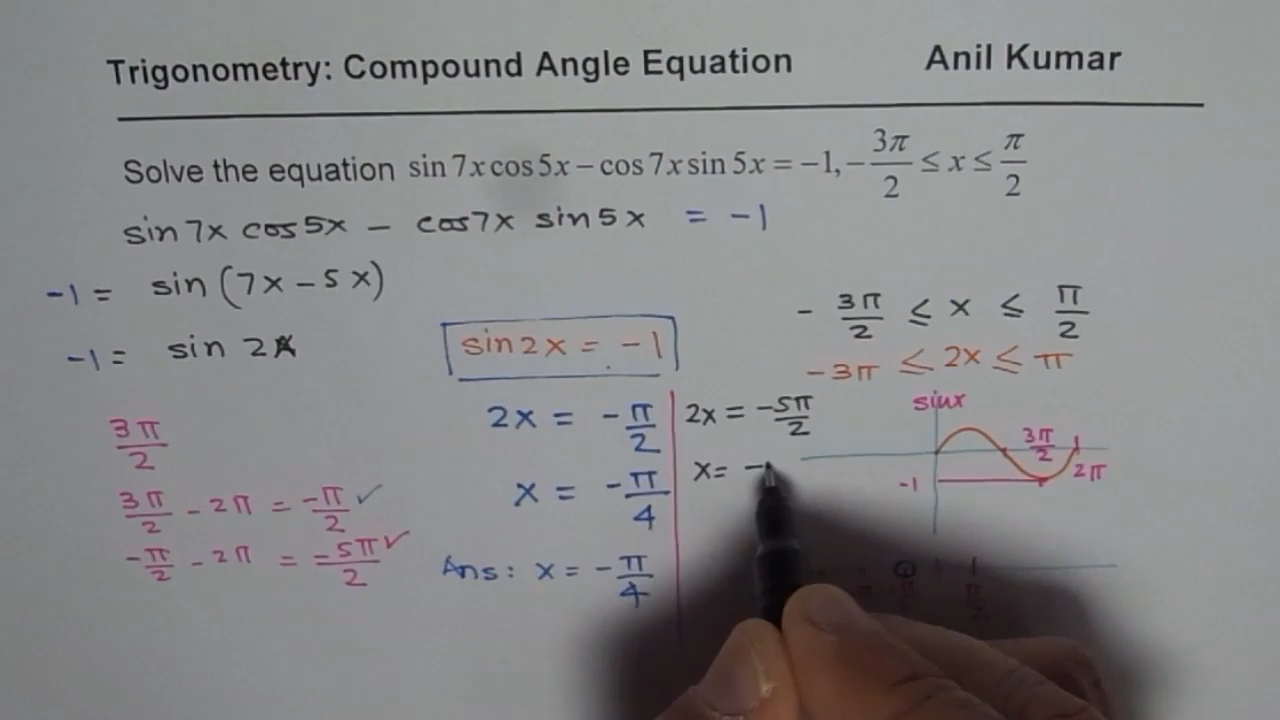 Trigonometry: Compound Angle Equation Anil Kumar
Solve the equation sin 7x cos 5x − cos 7x sin 5x = −1, −3π/2 ≤ x ≤ π/2
sin 7x cos 5x − cos 7x sin 5x = −1
−1 = sin (7x − 5x)
−1 = sin 2x
sin 2x = −1
− 3π/2 ≤ x ≤ π/2
−3π ≤ 2x ≤ π
3π/2
3π/2 − 2π = −π/2 ✓
−π/2 − 2π = −5π/2 ✓
2x = −π/2
x = −π/4
Ans: x = −π/4
2x = −5π/2
x = −
sin x
3π/2
2π
−1